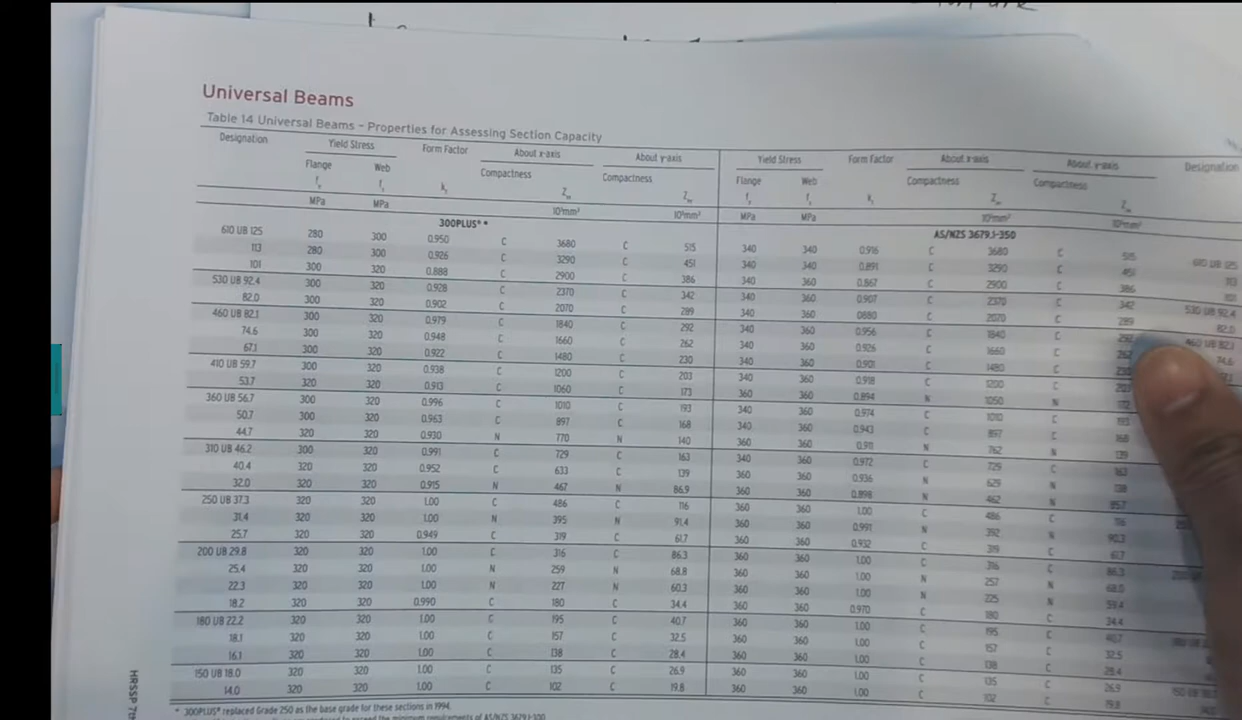 Universal Beams
Table 14 Universal Beams – Properties for Assessing Section Capacity
Designation Yield Stress Form Factor About x-axis About y-axis Yield Stress Form Factor About x-axis About y-axis Designation
Flange Web Compactness Compactness Flange Web Compactness Compactness
MPa MPa 10³mm³ 10³mm³ MPa MPa 10³mm³ 10³mm³
300PLUS® * AS/NZS 3679.1-350
610 UB 125 280 300 0.950 C 3680 C 515 340 340 0.916 C 3680 C 515 610 UB 125
113 280 300 0.926 C 3290 C 451 340 340 0.891 C 3290 C 451 113
101 300 320 0.888 C 2900 C 386 340 360 0.867 C 2900 C 386 101
530 UB 92.4 300 320 0.928 C 2370 C 342 340 360 0.907 C 2370 C 342 530 UB 92.4
82.0 300 320 0.902 C 2070 C 289 340 360 0880 C 2070 C 289 82.0
460 UB 82.1 300 320 0.979 C 1840 C 292 340 360 0.956 C 1840 C 460 UB 82.1
74.6 300 320 0.948 C 1660 C 262 340 360 0.926 C 1660 C 74.6
67.1 300 320 0.922 C 1480 C 230 340 360 0.901 C 1480 C
410 UB 59.7 300 320 0.938 C 1200 C 203 340 360 0.918 C 1200 C 203
53.7 320 320 0.913 C 1060 C 173 360 360 0.894 N 1050 N 172
360 UB 56.7 300 320 0.996 C 1010 C 193 340 360 0.974 C 1010 C 193
50.7 300 320 0.963 C 897 C 168 340 360 0.943 C 897 C 168
44.7 320 320 0.930 N 770 N 140 360 360 0.911 N 762 N 139
310 UB 46.2 300 320 0.991 C 729 C 163 340 360 0.972 C 729 C 163
40.4 320 320 0.952 C 633 C 139 360 360 0.936 N 629 N 138
32.0 320 320 0.915 N 467 N 86.9 360 360 0.898 N 462 N 85.7
250 UB 37.3 320 320 1.00 C 486 C 116 360 360 1.00 C 486 C 116
31.4 320 320 1.00 N 395 N 91.4 360 360 0.991 N 392 N 90.3
25.7 320 320 0.949 C 319 C 61.7 360 360 0.932 C 319 C 61.7
200 UB 29.8 320 320 1.00 C 316 C 86.3 360 360 1.00 C 316 C 86.3
25.4 320 320 1.00 N 259 N 68.8 360 360 1.00 N 257 N 68.0
22.3 320 320 1.00 N 227 N 60.3 360 360 1.00 N 225 N 59.4
18.2 320 320 0.990 C 180 C 34.4 360 360 0.970 C 180 C 34.4
180 UB 22.2 320 320 1.00 C 195 C 40.7 360 360 1.00 C 195 C 40.7
18.1 320 320 1.00 C 157 C 32.5 360 360 1.00 C 157 C 32.5
16.1 320 320 1.00 C 138 C 28.4 360 360 1.00 C 138 C 28.4
150 UB 18.0 320 320 1.00 C 135 C 26.9 360 360 1.00 C 135 C 26.9
14.0 320 320 1.00 C 102 C 19.8 360 360 1.00 C 102 C 19.8
* 300PLUS® replaced Grade 250 as the base grade for these sections in 1994.
HRSSP 7th